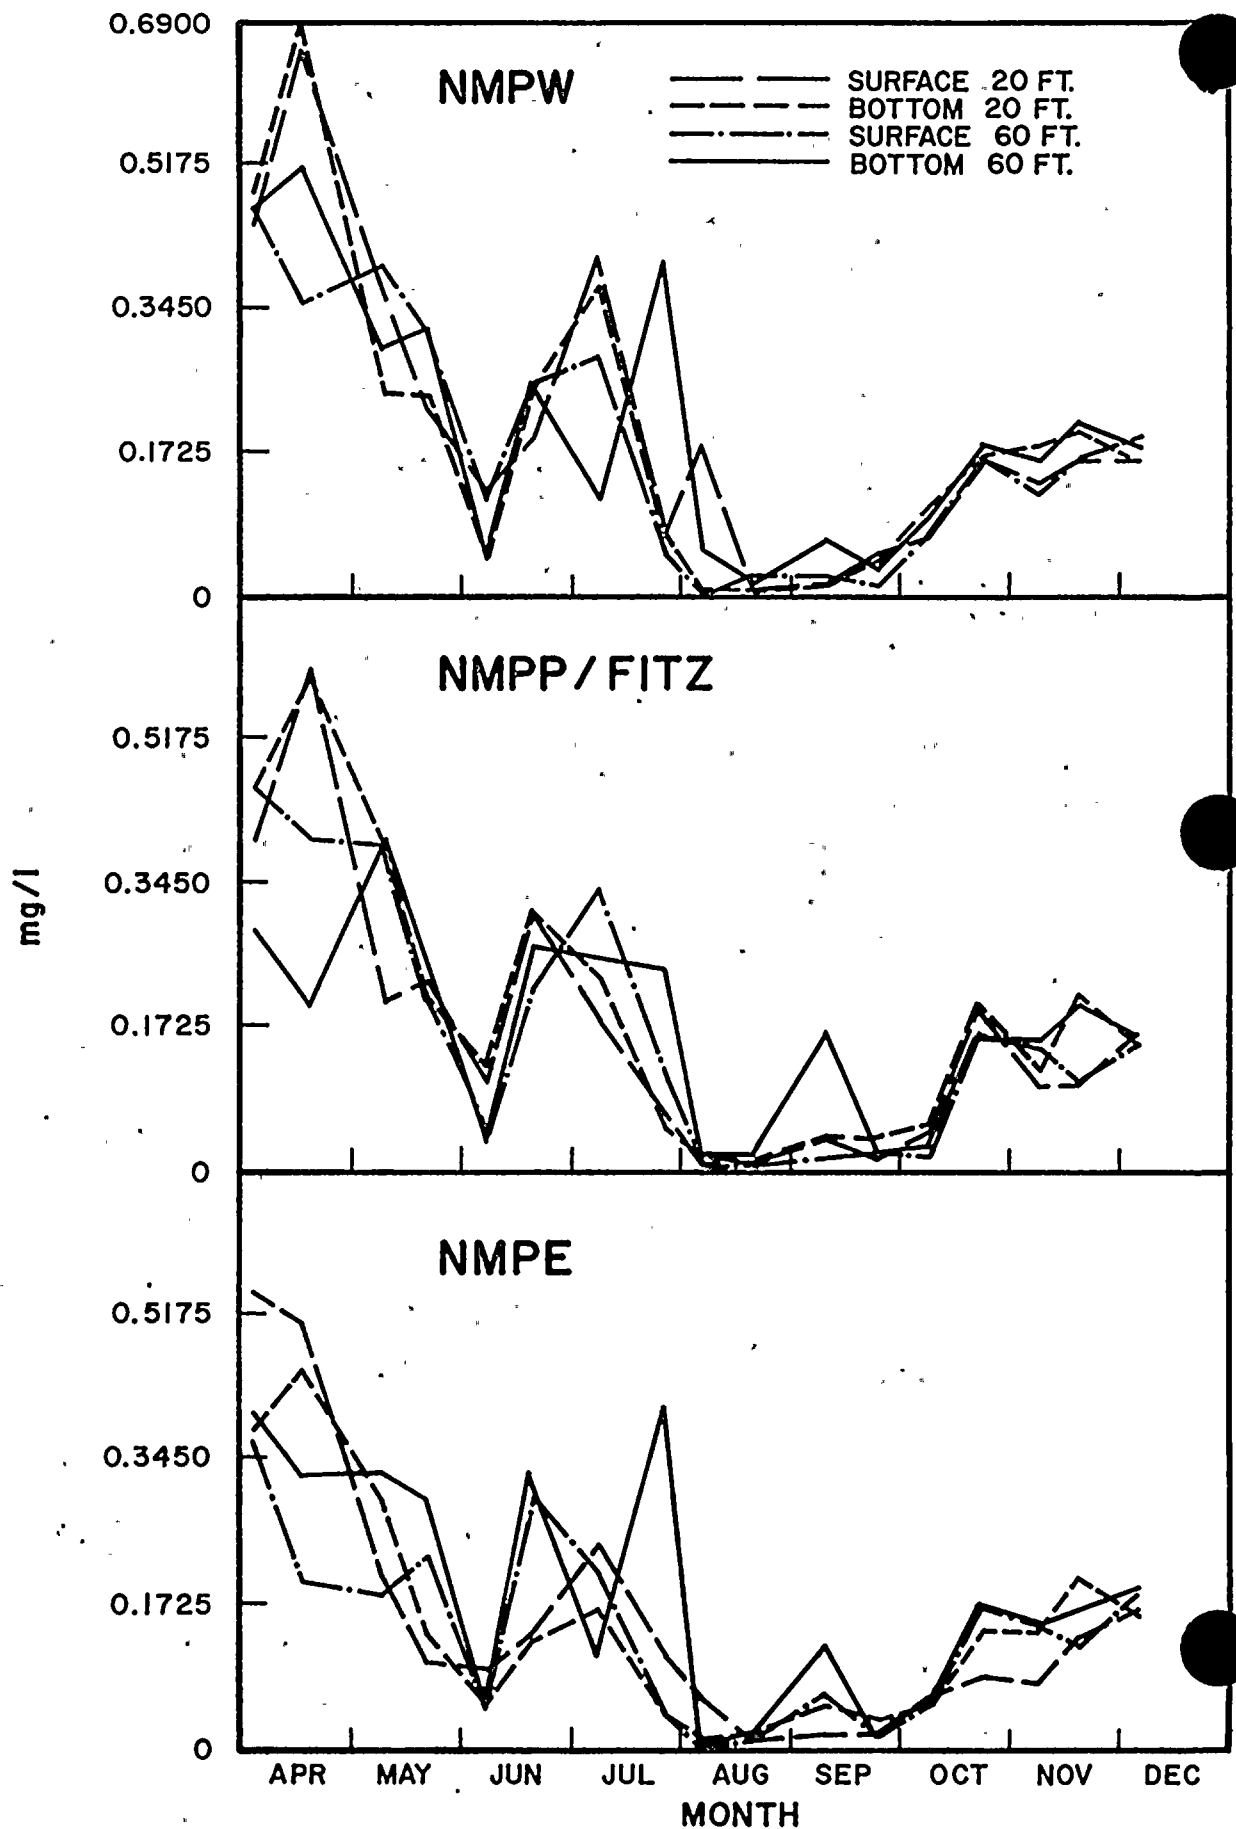 0.6900
NMPW
SURFACE 20 FT.
BOTTOM 20 FT.
SURFACE 60 FT.
BOTTOM 60 FT.
0.5175
0.3450
0.1725
0
NMPP/FITZ
0.5175
0.3450
mg/l
0.1725
0
NMPE
0.5175
0.3450
0.1725
0
APR MAY JUN JUL AUG SEP OCT NOV DEC
MONTH